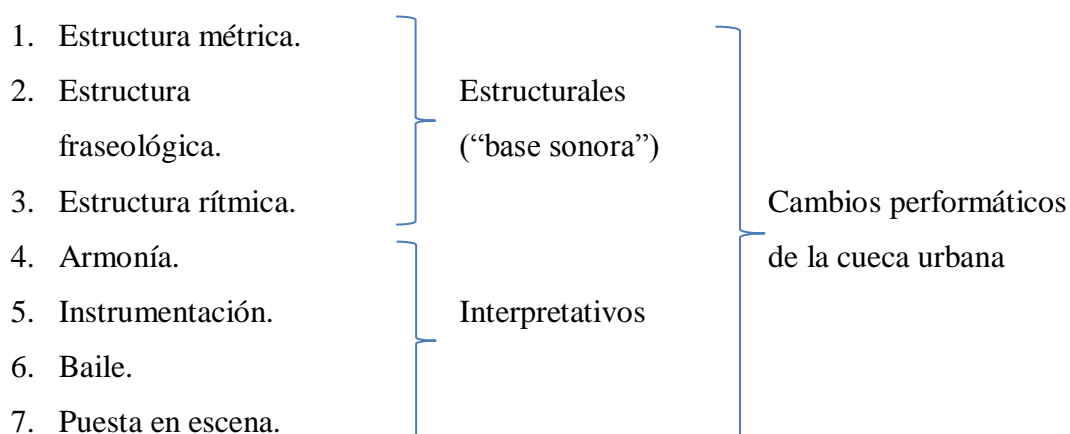 1. Estructura métrica.
2. Estructura
fraseológica.
3. Estructura rítmica.
4. Armonía.
5. Instrumentación.
6. Baile.
7. Puesta en escena.
Estructurales
(“base sonora”)
Interpretativos
Cambios performáticos
de la cueca urbana